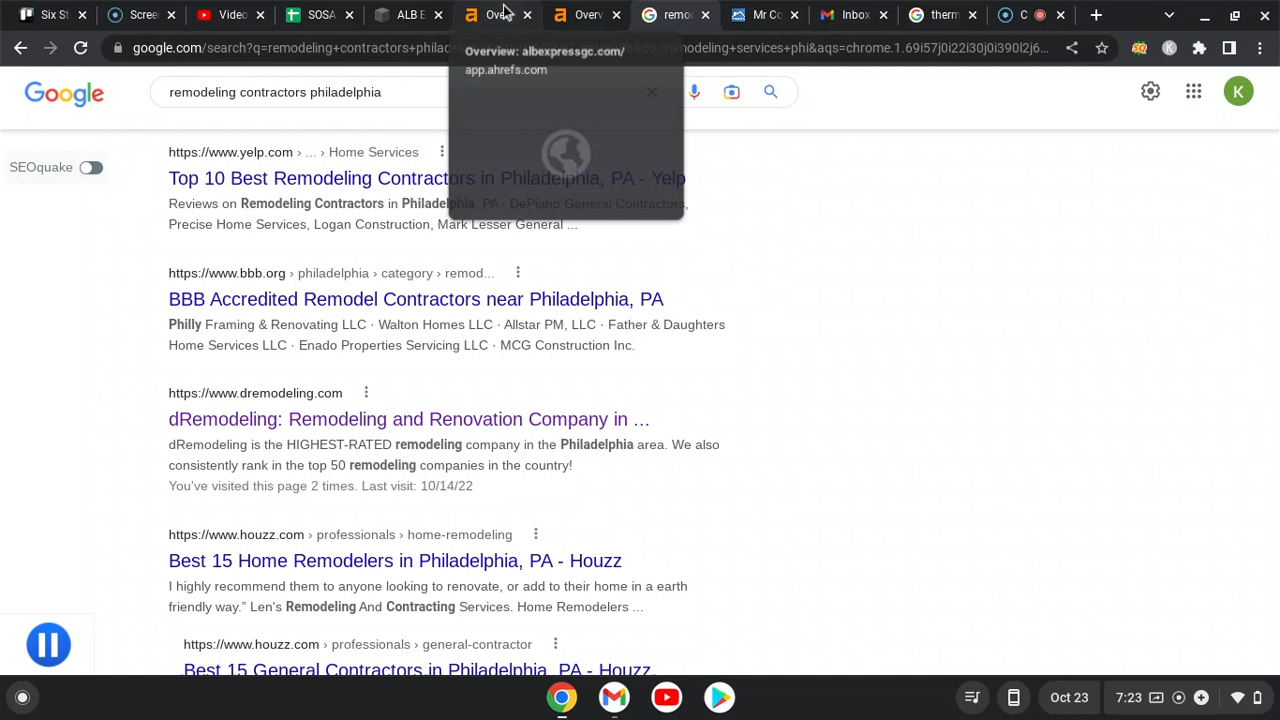 Six St
Scree
Video
SOSA
ALB E
Ove
Overv
remo
Mr Co
Inbox
therm
C
google.com/search?q=remodeling+contractors+philade
remodeling+services+phi&aqs=chrome.1.69i57j0i22i30j0i390l2j6...
Overview: albexpressgc.com/
app.ahrefs.com
Google
remodeling contractors philadelphia
K
SEOquake
https://www.yelp.com › ... › Home Services
Top 10 Best Remodeling Contractors in Philadelphia, PA - Yelp
Reviews on Remodeling Contractors in Philadelphia, PA - DePiano General Contractors,
Precise Home Services, Logan Construction, Mark Lesser General ...
https://www.bbb.org › philadelphia › category › remod...
BBB Accredited Remodel Contractors near Philadelphia, PA
Philly Framing & Renovating LLC · Walton Homes LLC · Allstar PM, LLC · Father & Daughters
Home Services LLC · Enado Properties Servicing LLC · MCG Construction Inc.
https://www.dremodeling.com
dRemodeling: Remodeling and Renovation Company in ...
dRemodeling is the HIGHEST-RATED remodeling company in the Philadelphia area. We also
consistently rank in the top 50 remodeling companies in the country!
You've visited this page 2 times. Last visit: 10/14/22
https://www.houzz.com › professionals › home-remodeling
Best 15 Home Remodelers in Philadelphia, PA - Houzz
I highly recommend them to anyone looking to renovate, or add to their home in a earth
friendly way.” Len's Remodeling And Contracting Services. Home Remodelers ...
https://www.houzz.com › professionals › general-contractor
Best 15 General Contractors in Philadelphia, PA - Houzz
Oct 23
7:23